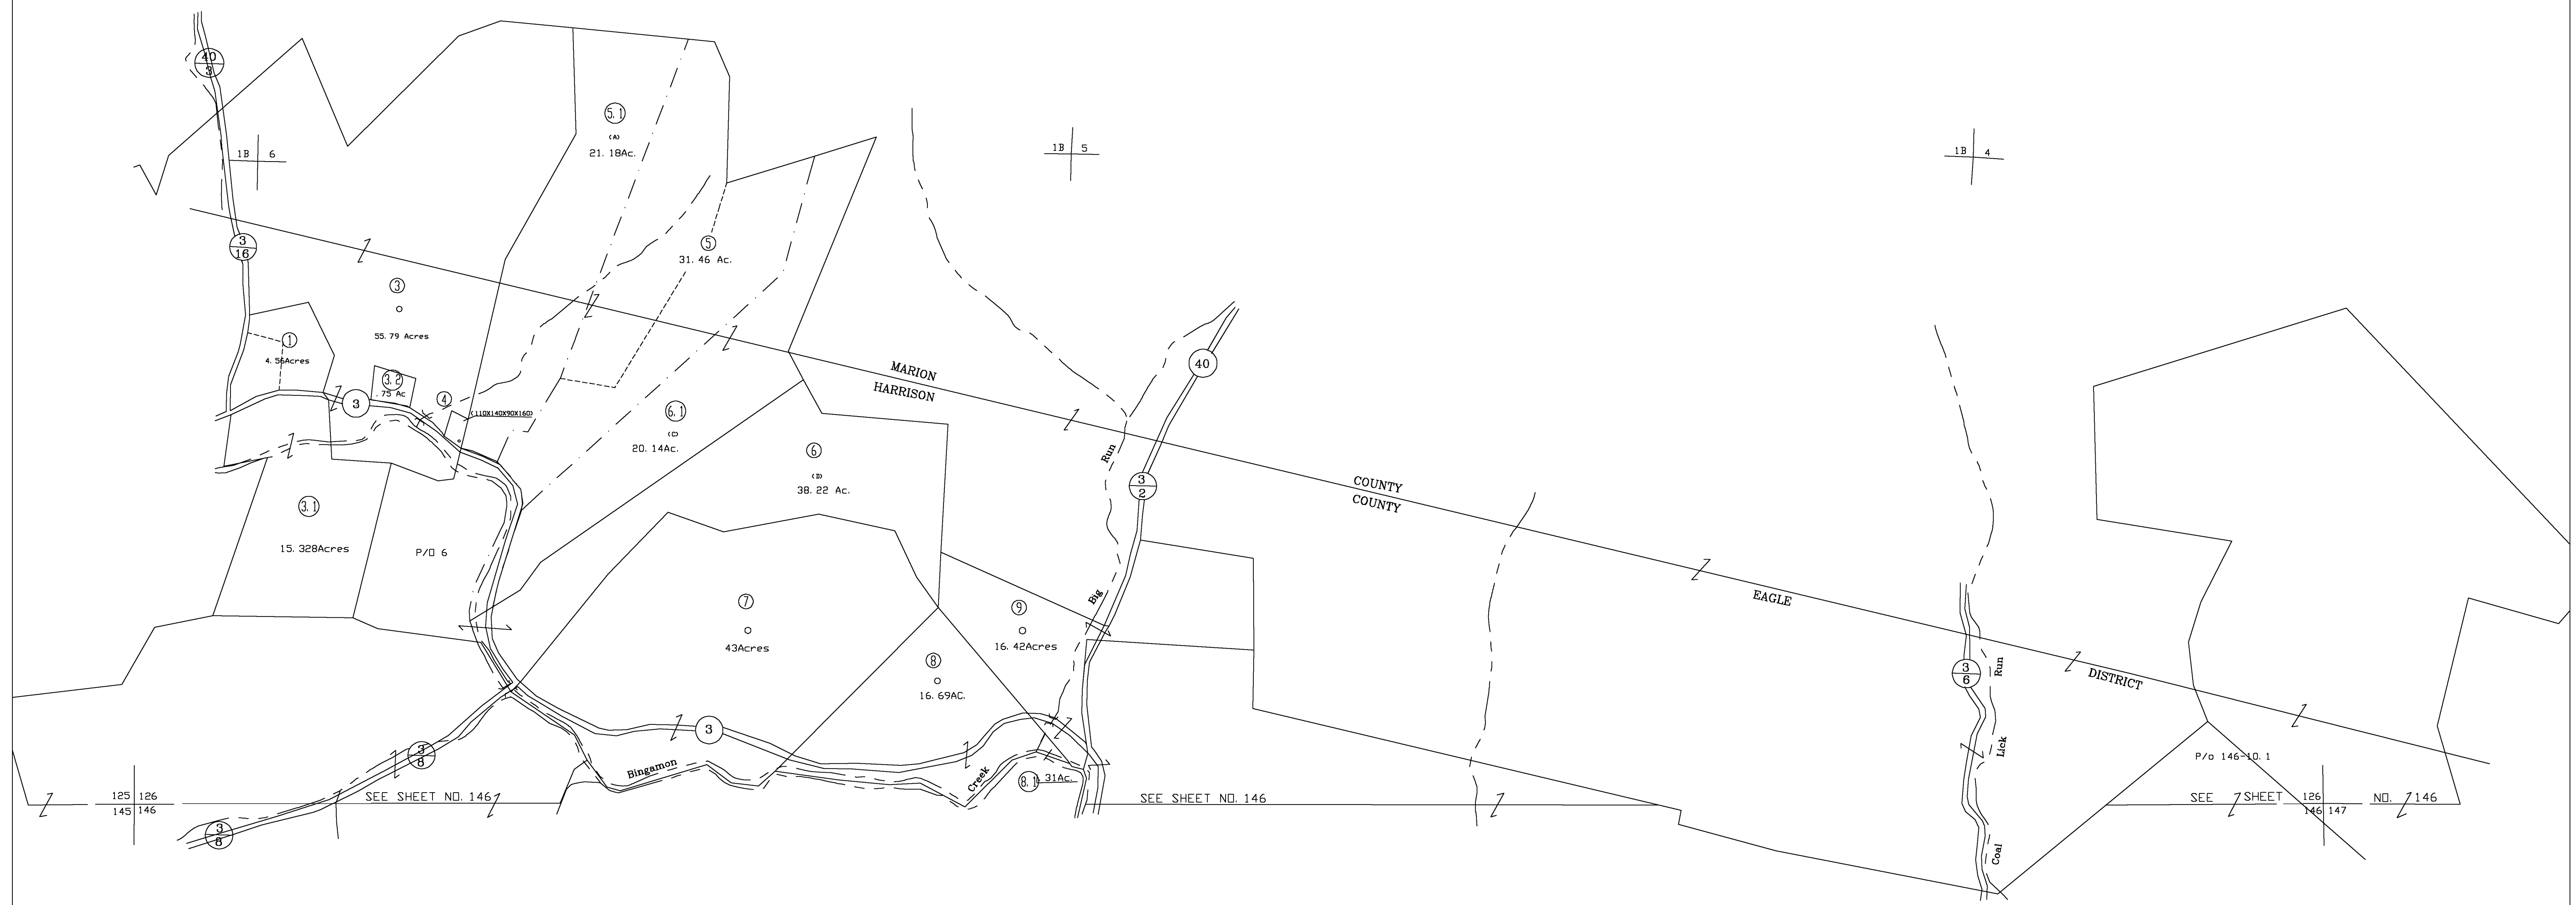 40
3
5.1
(A)
21. 18Ac.
1B 6
1B 5
1B 4
3
16
5
31. 46 Ac.
3
55. 79 Acres
1
4. 56Acres
3.2
. 75 Ac
3
4
(110X140X90X160)
6.1
20. 14Ac.
6
38. 22 Ac.
MARION
HARRISON
40
Run
3
2
COUNTY
COUNTY
3.1
15. 328Acres
P/O 6
7
43Acres
Big
9
16. 42Acres
8
16. 69AC.
EAGLE
DISTRICT
3
6
Run
3
3
8
Bingamon
Creek
8.1
. 31Ac.
Lick
P/o 146-10. 1
125 126
145 146
SEE SHEET NO. 146
SEE SHEET NO. 146
SEE SHEET NO. 146
126
146 147
3
8
Coal